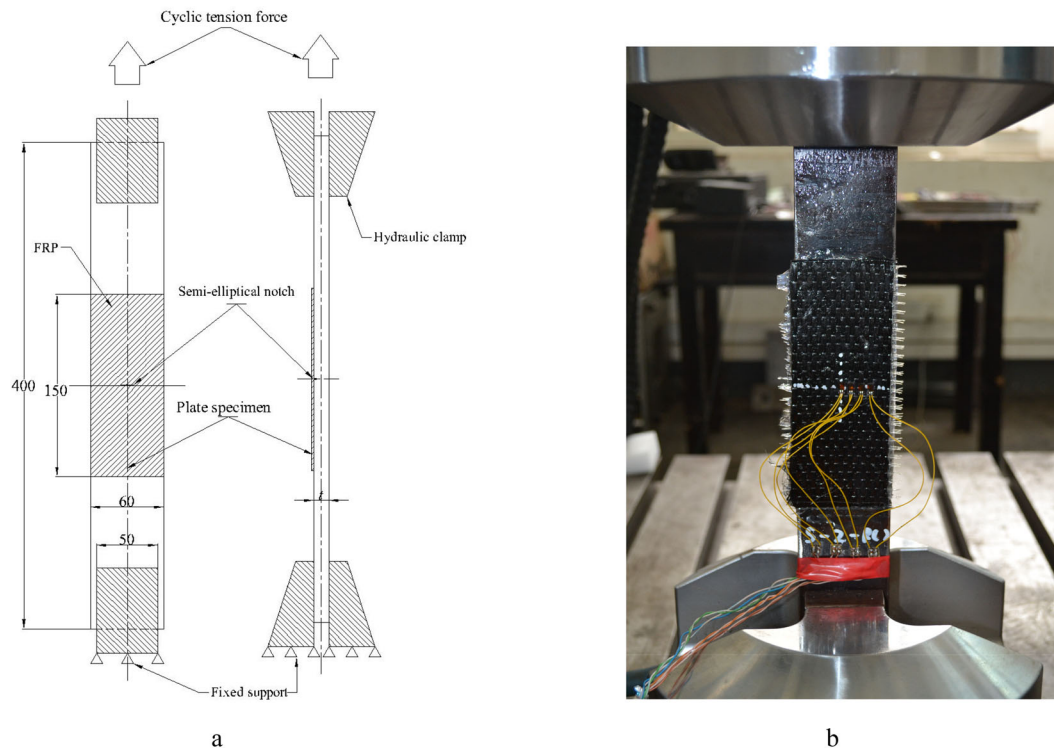 Cyclic tension force
Hydraulic clamp
FRP
Semi-elliptical notch
400
150
Plate specimen
60
t
50
Fixed support
a
b